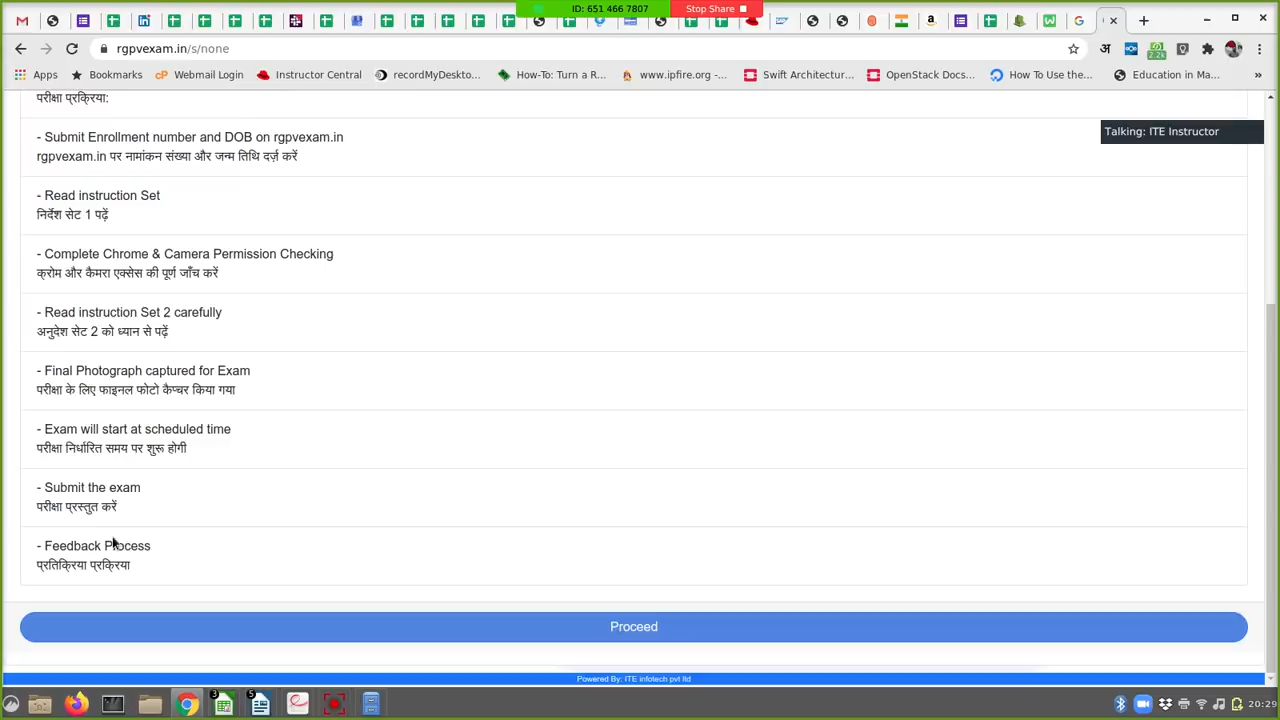 ID: 651 466 7807
Stop Share
rgpvexam.in/s/none
Apps
Bookmarks
Webmail Login
Instructor Central
recordMyDeskto...
How-To: Turn a R...
www.ipfire.org -...
Swift Architectur...
OpenStack Docs...
How To Use the...
Education in Ma...
»
परीक्षा प्रक्रिया:
Talking: ITE Instructor
- Submit Enrollment number and DOB on rgpvexam.in
rgpvexam.in पर नामांकन संख्या और जन्म तिथि दर्ज़ करें
- Read instruction Set
निर्देश सेट 1 पढ़ें
- Complete Chrome & Camera Permission Checking
क्रोम और कैमरा एक्सेस की पूर्ण जाँच करें
- Read instruction Set 2 carefully
अनुदेश सेट 2 को ध्यान से पढ़ें
- Final Photograph captured for Exam
परीक्षा के लिए फाइनल फोटो कैप्चर किया गया
- Exam will start at scheduled time
परीक्षा निर्धारित समय पर शुरू होगी
- Submit the exam
परीक्षा प्रस्तुत करें
- Feedback Process
प्रतिक्रिया प्रक्रिया
Proceed
Powered By: ITE infotech pvt ltd
3
5
20:29